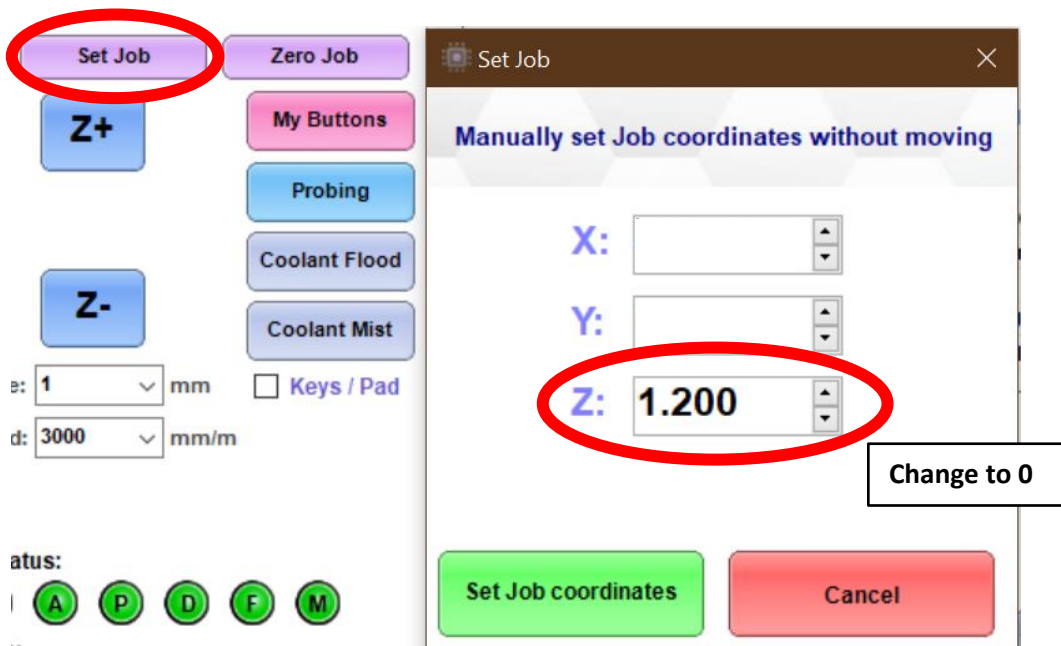 Set Job
Zero Job
Z+
My Buttons
Probing
Coolant Flood
Z-
Coolant Mist
e: 1 mm
Keys / Pad
d: 3000 mm/m
atus:
A P D F M
Set Job
Manually set Job coordinates without moving
X:
Y:
Z: 1.200
Change to 0
Set Job coordinates
Cancel